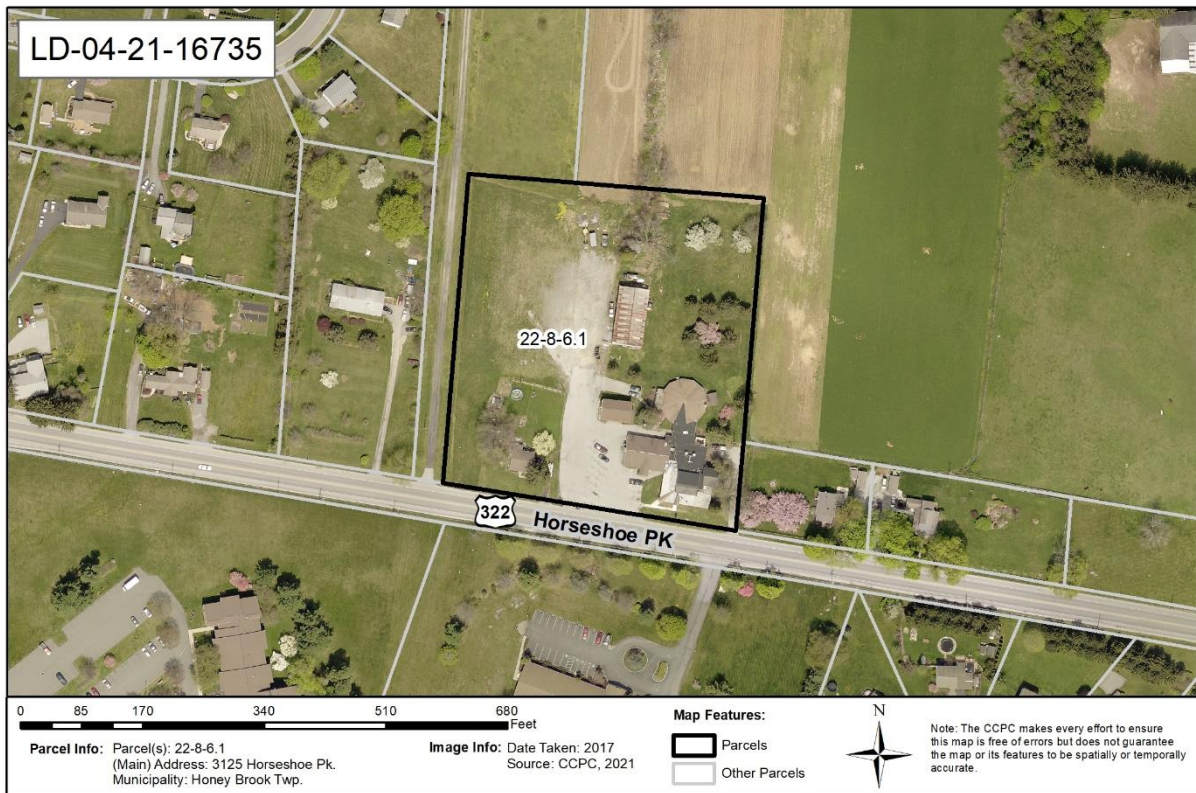 LD-04-21-16735
22-8-6.1
322
Horseshoe PK
0 85 170 340 510 680
Feet
Parcel Info: Parcel(s): 22-8-6.1
(Main) Address: 3125 Horseshoe Pk.
Municipality: Honey Brook Twp.
Image Info: Date Taken: 2017
Source: CCPC, 2021
Map Features:
Parcels
Other Parcels
N
Note: The CCPC makes every effort to ensure
this map is free of errors but does not guarantee
the map or its features to be spatially or temporally
accurate.